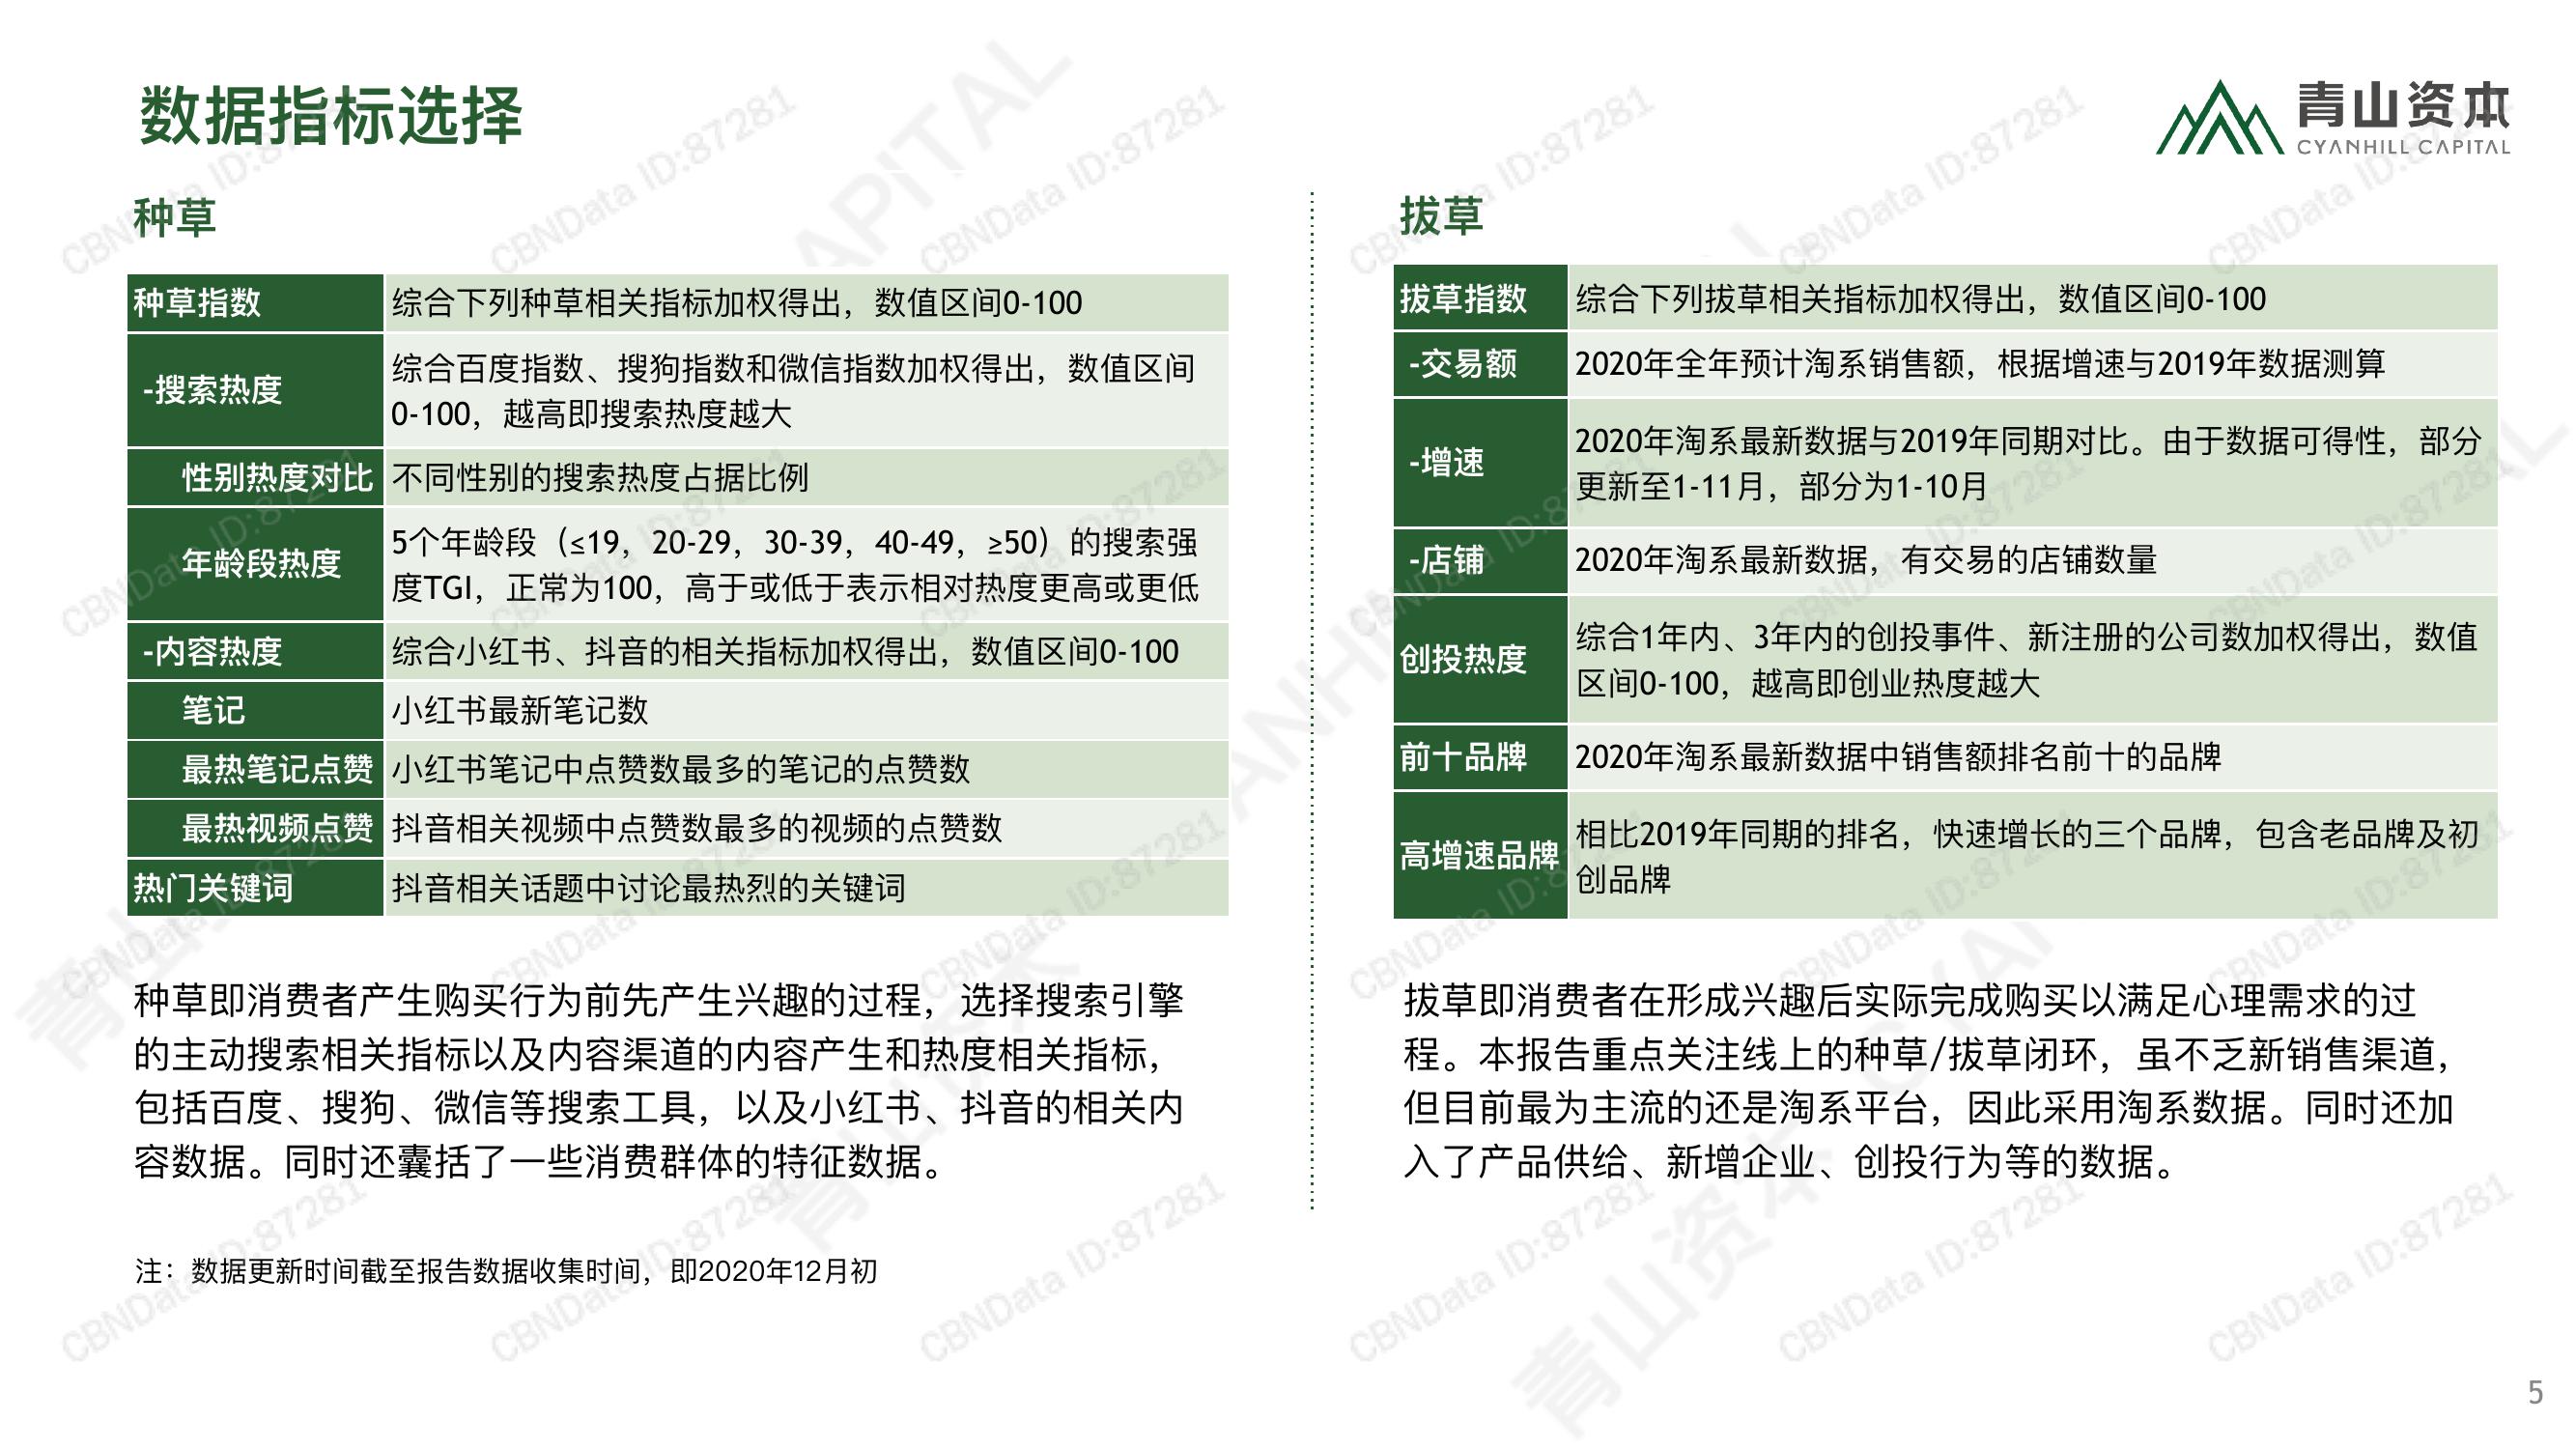 数据指标选择
青山资本
CYANHILL CAPITAL
种草
种草指数
综合下列种草相关指标加权得出，数值区间0-100
-搜索热度
综合百度指数、搜狗指数和微信指数加权得出，数值区间
0-100，越高即搜索热度越大
性别热度对比
不同性别的搜索热度占据比例
年龄段热度
5个年龄段（≤19，20-29，30-39，40-49，≥50）的搜索强
度TGI，正常为100，高于或低于表示相对热度更高或更低
-内容热度
综合小红书、抖音的相关指标加权得出，数值区间0-100
笔记
小红书最新笔记数
最热笔记点赞
小红书笔记中点赞数最多的笔记的点赞数
最热视频点赞
抖音相关视频中点赞数最多的视频的点赞数
热门关键词
抖音相关话题中讨论最热烈的关键词
种草即消费者产生购买行为前先产生兴趣的过程，选择搜索引擎
的主动搜索相关指标以及内容渠道的内容产生和热度相关指标，
包括百度、搜狗、微信等搜索工具，以及小红书、抖音的相关内
容数据。同时还囊括了一些消费群体的特征数据。
注：数据更新时间截至报告数据收集时间，即2020年12月初
拔草
拔草指数
综合下列拔草相关指标加权得出，数值区间0-100
-交易额
2020年全年预计淘系销售额，根据增速与2019年数据测算
-增速
2020年淘系最新数据与2019年同期对比。由于数据可得性，部分
更新至1-11月，部分为1-10月
-店铺
2020年淘系最新数据，有交易的店铺数量
创投热度
综合1年内、3年内的创投事件、新注册的公司数加权得出，数值
区间0-100，越高即创业热度越大
前十品牌
2020年淘系最新数据中销售额排名前十的品牌
高增速品牌
相比2019年同期的排名，快速增长的三个品牌，包含老品牌及初
创品牌
拔草即消费者在形成兴趣后实际完成购买以满足心理需求的过
程。本报告重点关注线上的种草/拔草闭环，虽不乏新销售渠道，
但目前最为主流的还是淘系平台，因此采用淘系数据。同时还加
入了产品供给、新增企业、创投行为等的数据。
5
CBNData ID:87281